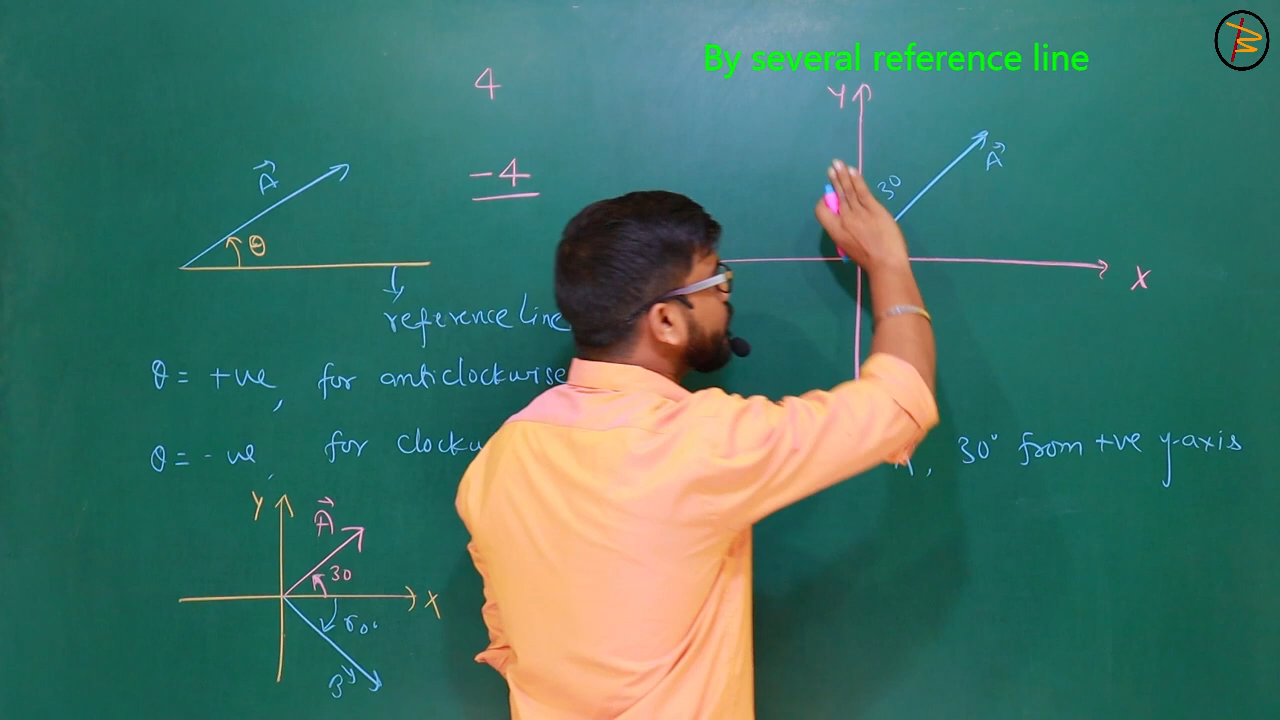 By several reference line
4
-4
A
θ
reference line
θ = +ve, for anticlockwise
θ = -ve, for
Y
A
30
X
Y
30
A
X
30° from +ve y-axis